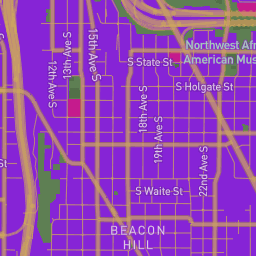 15th Ave S
13th Ave S
12th Ave S
Northwest Afri
American Mus
S State St
S Holgate St
18th Ave S
19th Ave S
22nd Ave S
St
S Waite St
BEACON
HILL